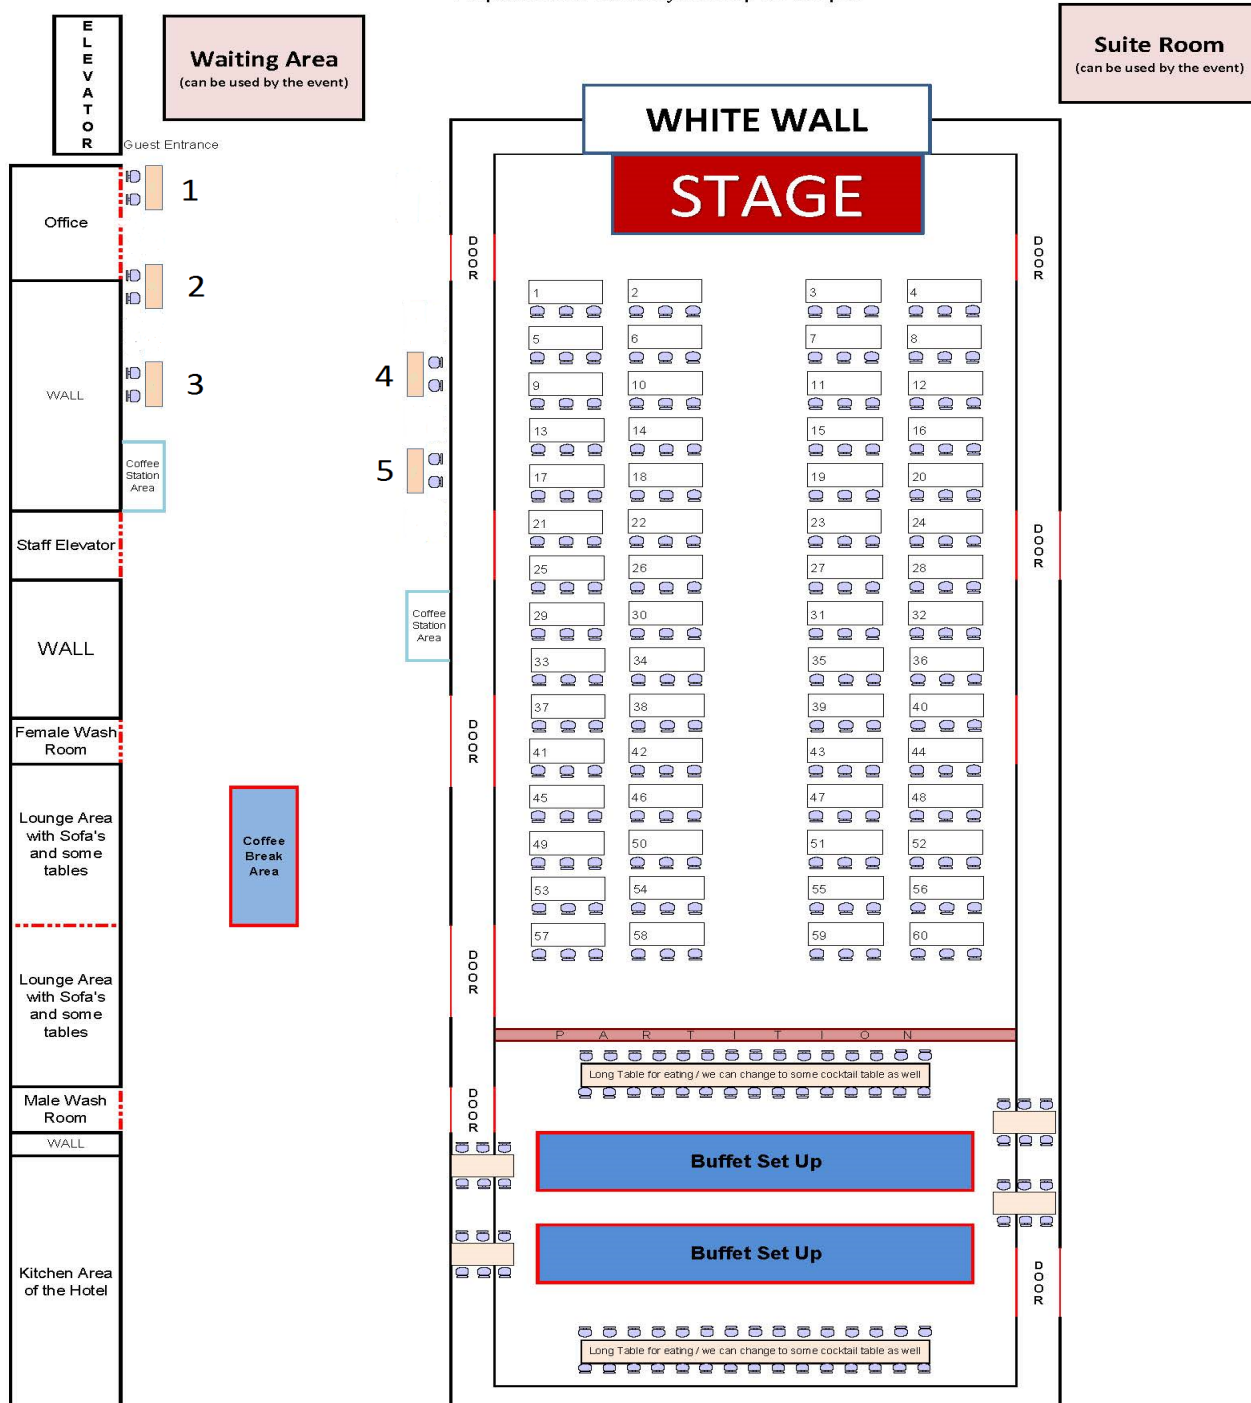 ELEVATOR
Waiting Area
(can be used by the event)
Suite Room
(can be used by the event)
WHITE WALL
STAGE
Guest Entrance
Office
1
2
WALL
3
Coffee
Station
Area
4
5
Staff Elevator
WALL
Coffee
Station
Area
Female Wash
Room
Lounge Area
with Sofa's
and some
tables
Coffee
Break
Area
Lounge Area
with Sofa's
and some
tables
Male Wash
Room
WALL
Kitchen Area
of the Hotel
DOOR
DOOR
DOOR
DOOR
DOOR
DOOR
DOOR
1 2 3 4
5 6 7 8
9 10 11 12
13 14 15 16
17 18 19 20
21 22 23 24
25 26 27 28
29 30 31 32
33 34 35 36
37 38 39 40
41 42 43 44
45 46 47 48
49 50 51 52
53 54 55 56
57 58 59 60
PARTITION
Long Table for eating / we can change to some cocktail table as well
Buffet Set Up
Buffet Set Up
Long Table for eating / we can change to some cocktail table as well